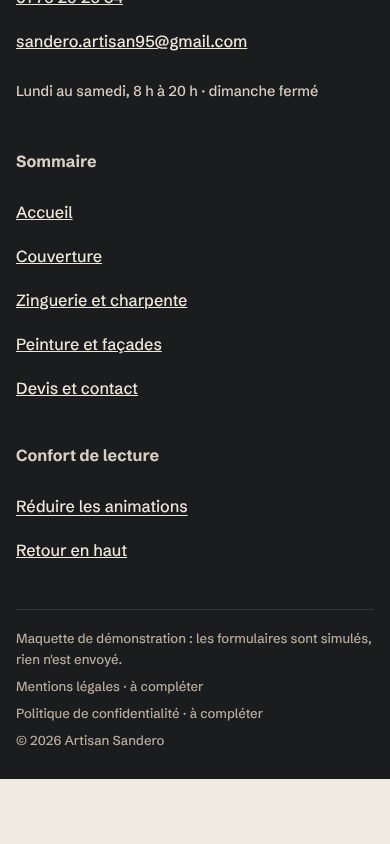 sandero.artisan95@gmail.com
Lundi au samedi, 8 h à 20 h · dimanche fermé
Sommaire
Accueil
Couverture
Zinguerie et charpente
Peinture et façades
Devis et contact
Confort de lecture
Réduire les animations
Retour en haut
Maquette de démonstration : les formulaires sont simulés,
rien n'est envoyé.
Mentions légales · à compléter
Politique de confidentialité · à compléter
© 2026 Artisan Sandero